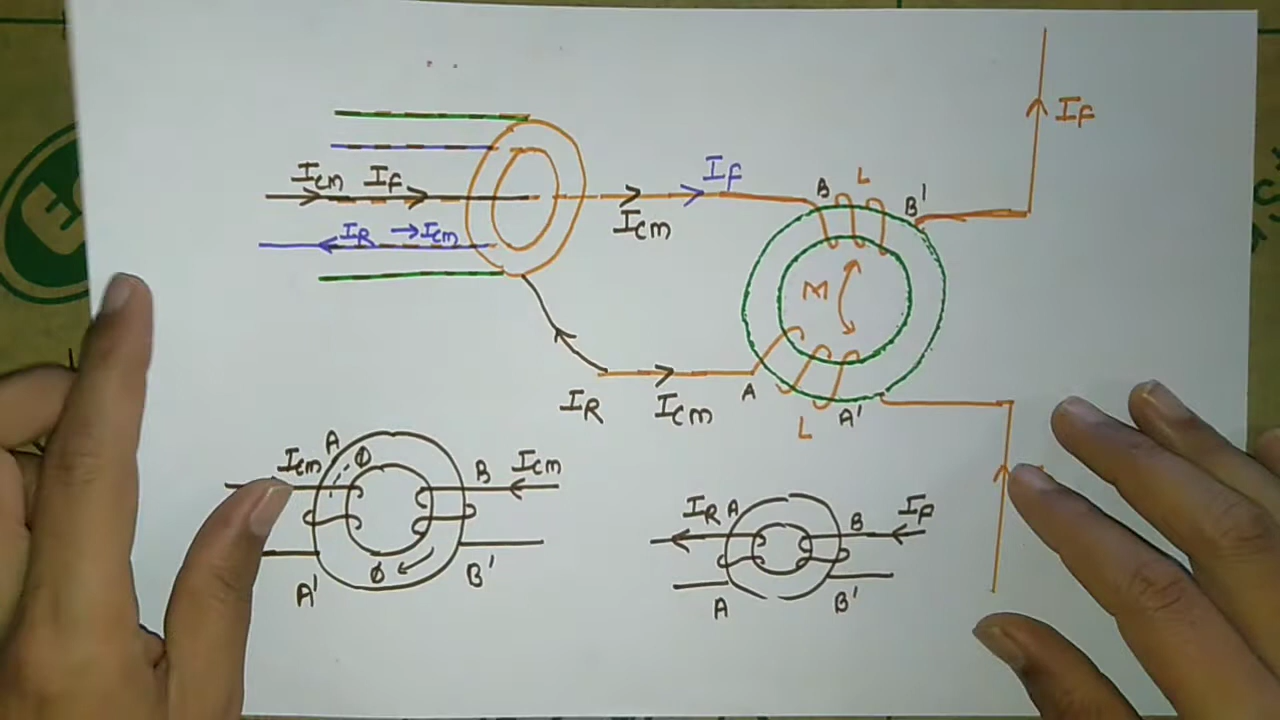 Icm If
IR → Icm
If
Icm
B L B'
M
If
A
L
A'
IR
Icm
Icm A Φ
B Icm
A' Φ B'
IR A
B IF
A B'